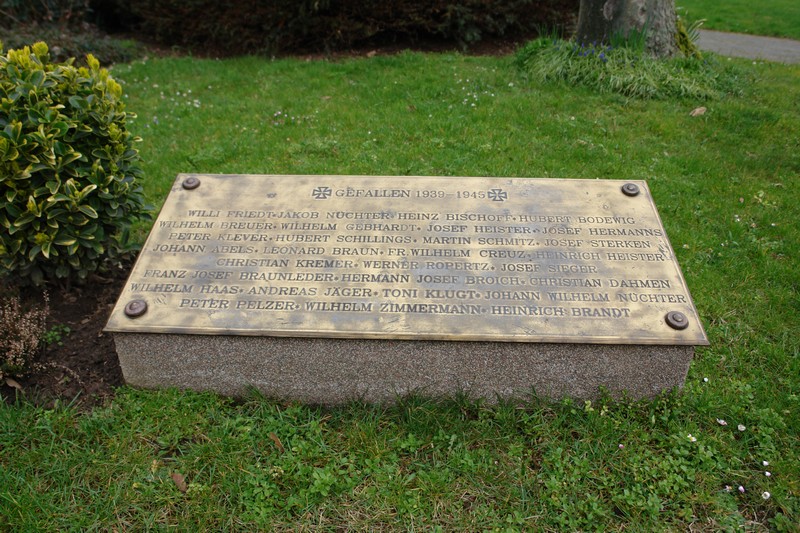 GEFALLEN 1939-1945
WILLI FRIEDT·JAKOB NÜCHTER·HEINZ BISCHOFF·HUBERT BODEWIG
WILHELM BREUER·WILHELM GEBHARDT·JOSEF HEISTER·JOSEF HERMANNS
PETER KLEVER·HUBERT SCHILLINGS·MARTIN SCHMITZ·JOSEF STERKEN
JOHANN ABELS·LEONARD BRAUN·FR.WILHELM CREUZ·HEINRICH HEISTER
CHRISTIAN KREMER·WERNER ROPERTZ·JOSEF SIEGER
FRANZ JOSEF BRAUNLEDER·HERMANN JOSEF BROICH·CHRISTIAN DAHMEN
WILHELM HAAS·ANDREAS JÄGER·TONI KLUGT·JOHANN WILHELM NÜCHTER
PETER PELZER·WILHELM ZIMMERMANN·HEINRICH BRANDT